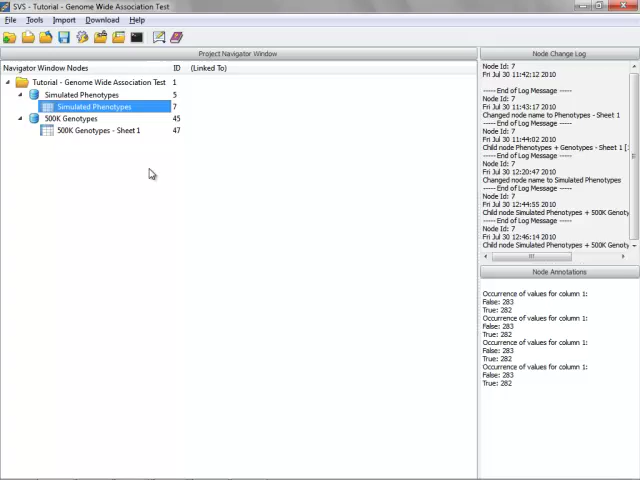 SVS - Tutorial - Genome Wide Association Test
File Tools Import Download Help
Project Navigator Window
Navigator Window Nodes ID (Linked To)
Tutorial - Genome Wide Association Test 1
Simulated Phenotypes 5
Simulated Phenotypes 7
500K Genotypes 45
500K Genotypes - Sheet 1 47
Node Change Log
Node Id: 7
Fri Jul 30 11:42:12 2010
----- End of Log Message -----
Node Id: 7
Fri Jul 30 11:43:17 2010
Changed node name to Phenotypes - Sheet 1
----- End of Log Message -----
Node Id: 7
Fri Jul 30 11:44:02 2010
Child node Phenotypes + Genotypes - Sheet 1 [
----- End of Log Message -----
Node Id: 7
Fri Jul 30 12:20:47 2010
Changed node name to Simulated Phenotypes
----- End of Log Message -----
Node Id: 7
Fri Jul 30 12:44:55 2010
Child node Simulated Phenotypes + 500K Genoty
----- End of Log Message -----
Node Id: 7
Fri Jul 30 12:46:14 2010
Child node Simulated Phenotypes + 500K Genoty
Node Annotations
Occurrence of values for column 1:
False: 283
True: 282
Occurrence of values for column 1:
False: 283
True: 282
Occurrence of values for column 1:
False: 283
True: 282
Occurrence of values for column 1:
False: 283
True: 282